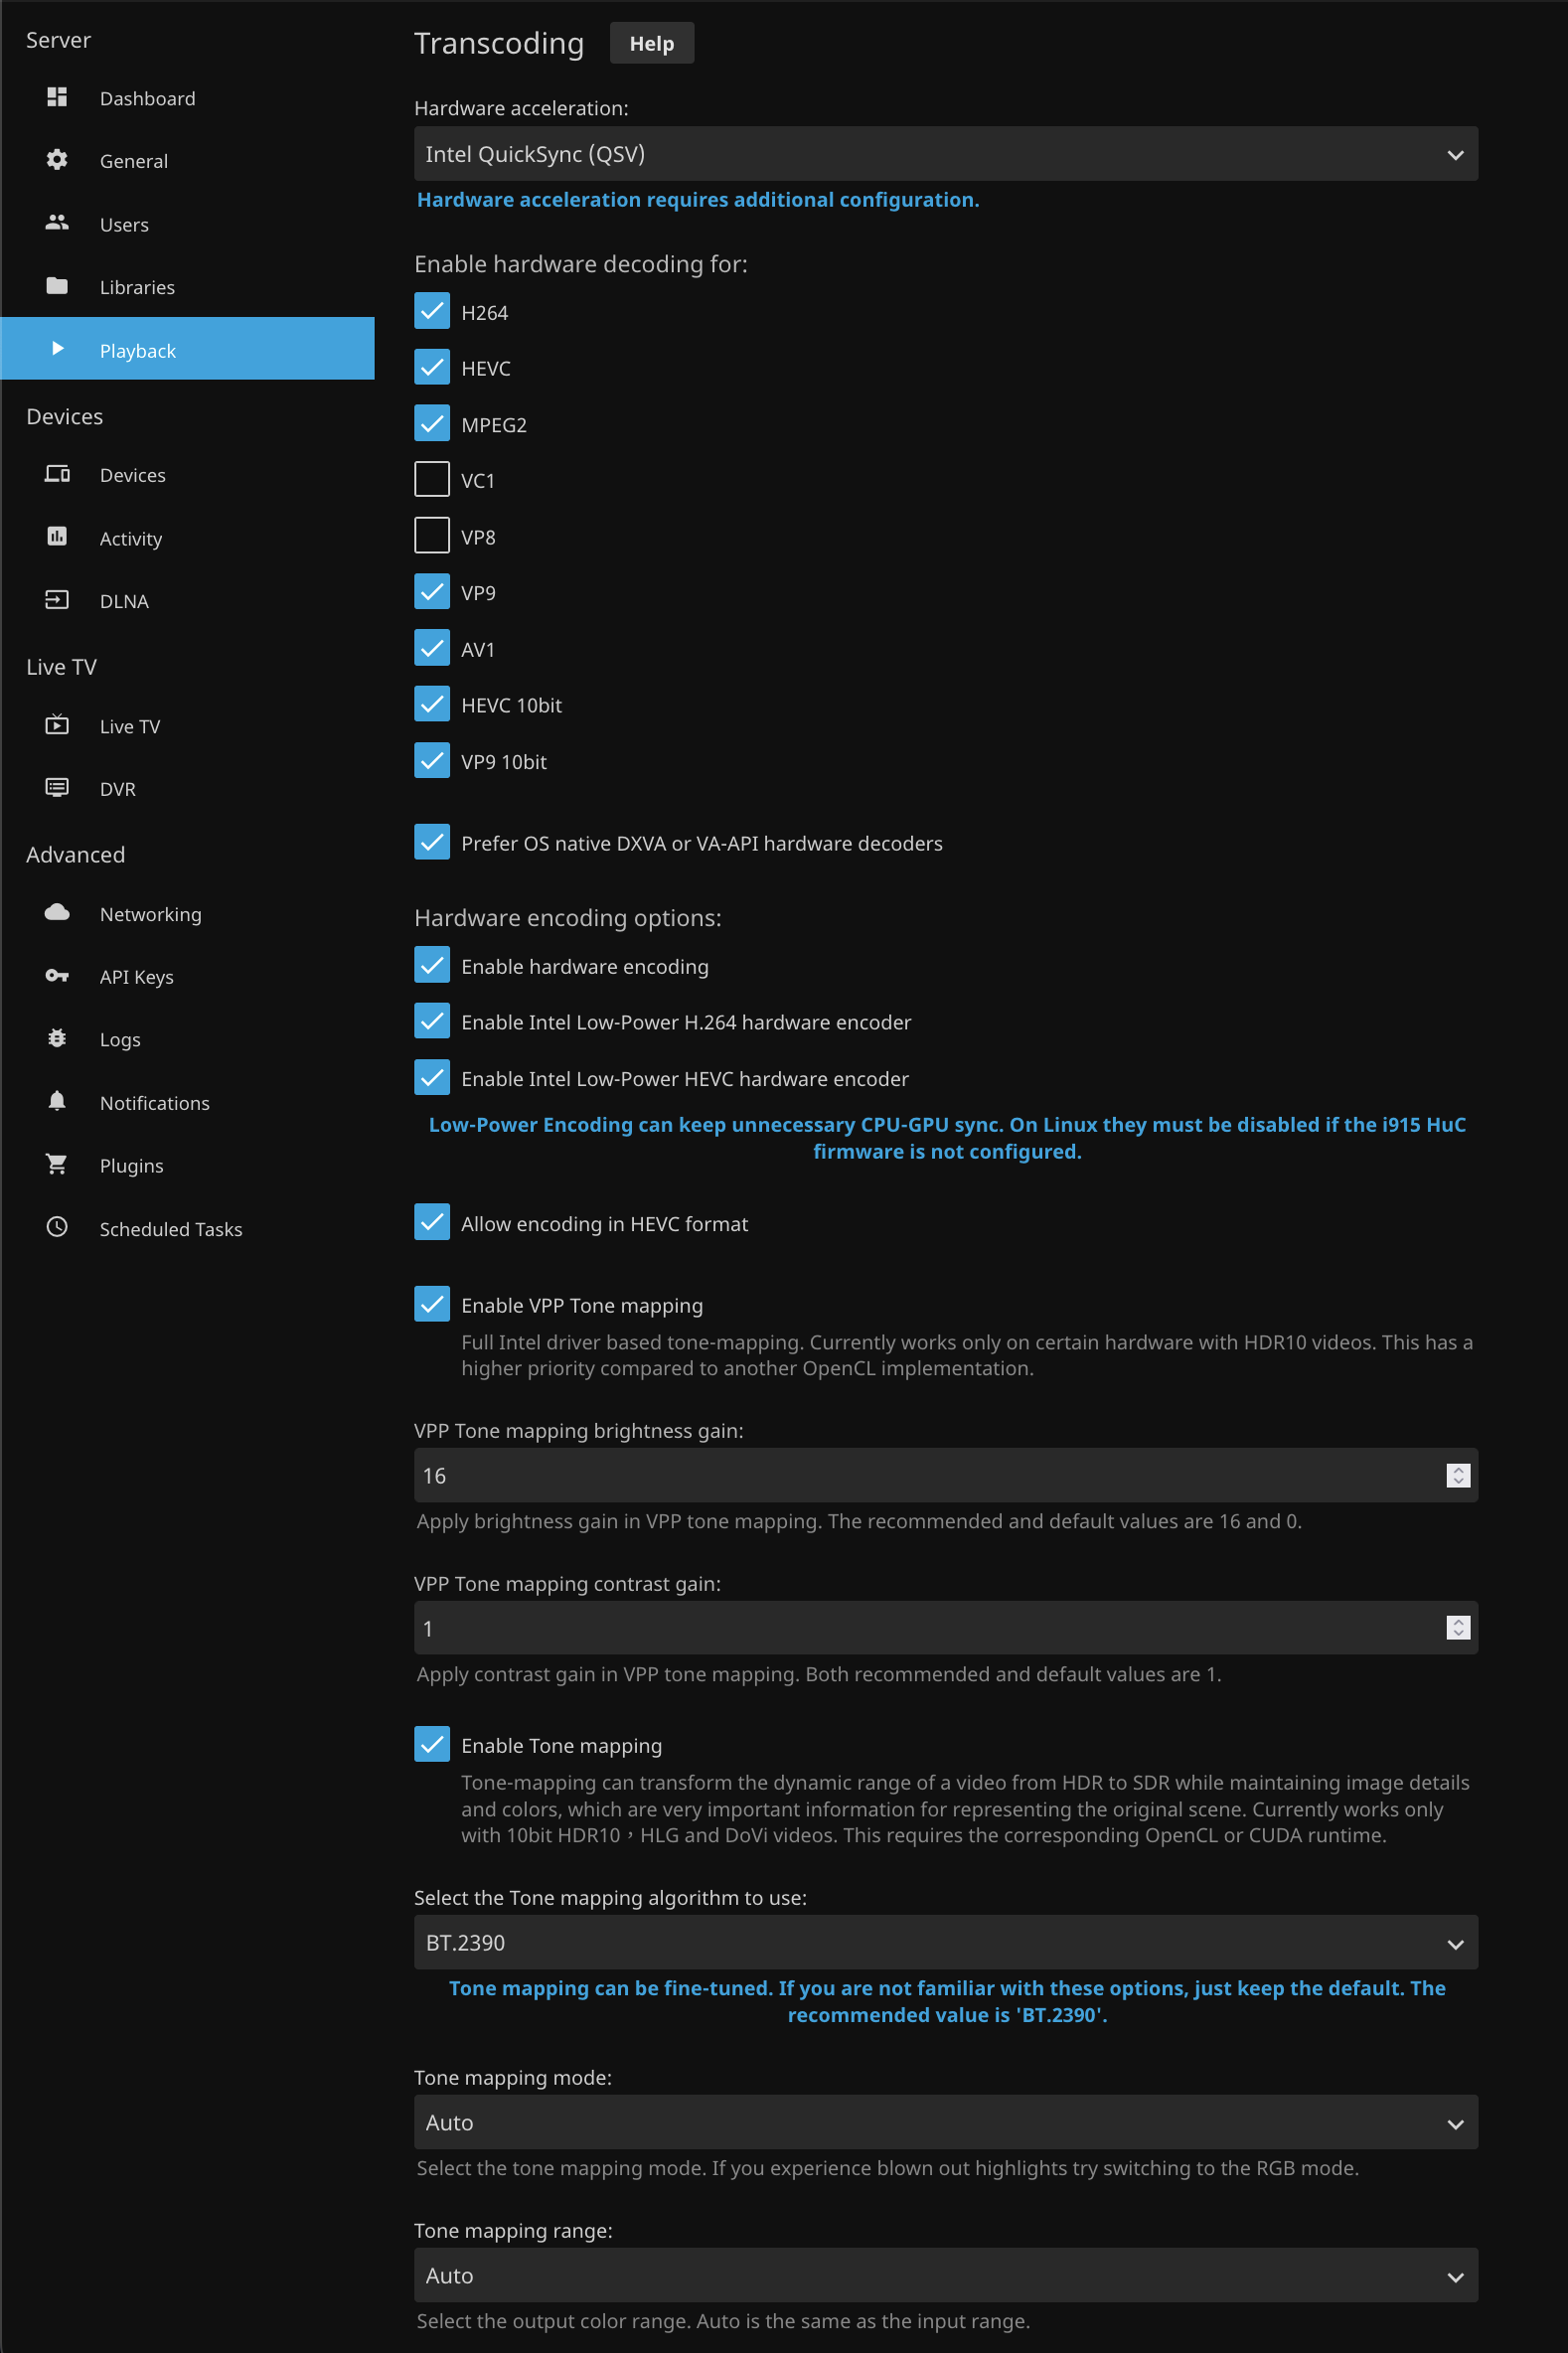 Server
Dashboard
General
Users
Libraries
Playback
Devices
Devices
Activity
DLNA
Live TV
Live TV
DVR
Advanced
Networking
API Keys
Logs
Notifications
Plugins
Scheduled Tasks
Transcoding
Help
Hardware acceleration:
Intel QuickSync (QSV)
Hardware acceleration requires additional configuration.
Enable hardware decoding for:
H264
HEVC
MPEG2
VC1
VP8
VP9
AV1
HEVC 10bit
VP9 10bit
Prefer OS native DXVA or VA-API hardware decoders
Hardware encoding options:
Enable hardware encoding
Enable Intel Low-Power H.264 hardware encoder
Enable Intel Low-Power HEVC hardware encoder
Low-Power Encoding can keep unnecessary CPU-GPU sync. On Linux they must be disabled if the i915 HuC
firmware is not configured.
Allow encoding in HEVC format
Enable VPP Tone mapping
Full Intel driver based tone-mapping. Currently works only on certain hardware with HDR10 videos. This has a
higher priority compared to another OpenCL implementation.
VPP Tone mapping brightness gain:
16
Apply brightness gain in VPP tone mapping. The recommended and default values are 16 and 0.
VPP Tone mapping contrast gain:
1
Apply contrast gain in VPP tone mapping. Both recommended and default values are 1.
Enable Tone mapping
Tone-mapping can transform the dynamic range of a video from HDR to SDR while maintaining image details
and colors, which are very important information for representing the original scene. Currently works only
with 10bit HDR10，HLG and DoVi videos. This requires the corresponding OpenCL or CUDA runtime.
Select the Tone mapping algorithm to use:
BT.2390
Tone mapping can be fine-tuned. If you are not familiar with these options, just keep the default. The
recommended value is 'BT.2390'.
Tone mapping mode:
Auto
Select the tone mapping mode. If you experience blown out highlights try switching to the RGB mode.
Tone mapping range:
Auto
Select the output color range. Auto is the same as the input range.